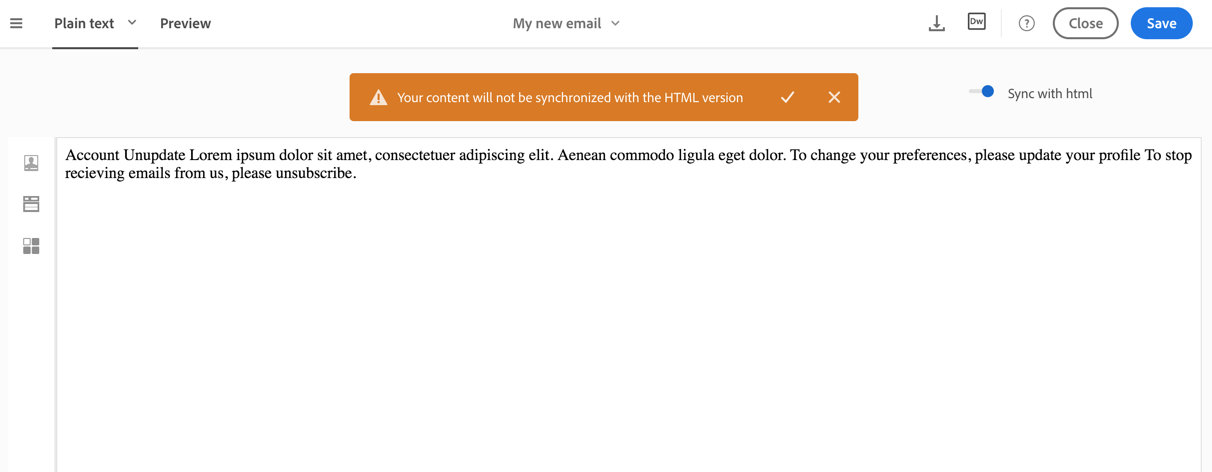 Plain text
Preview
My new email
Dw
?
Close
Save
Your content will not be synchronized with the HTML version
Sync with html
Account Unupdate Lorem ipsum dolor sit amet, consectetuer adipiscing elit. Aenean commodo ligula eget dolor. To change your preferences, please update your profile To stop
recieving emails from us, please unsubscribe.